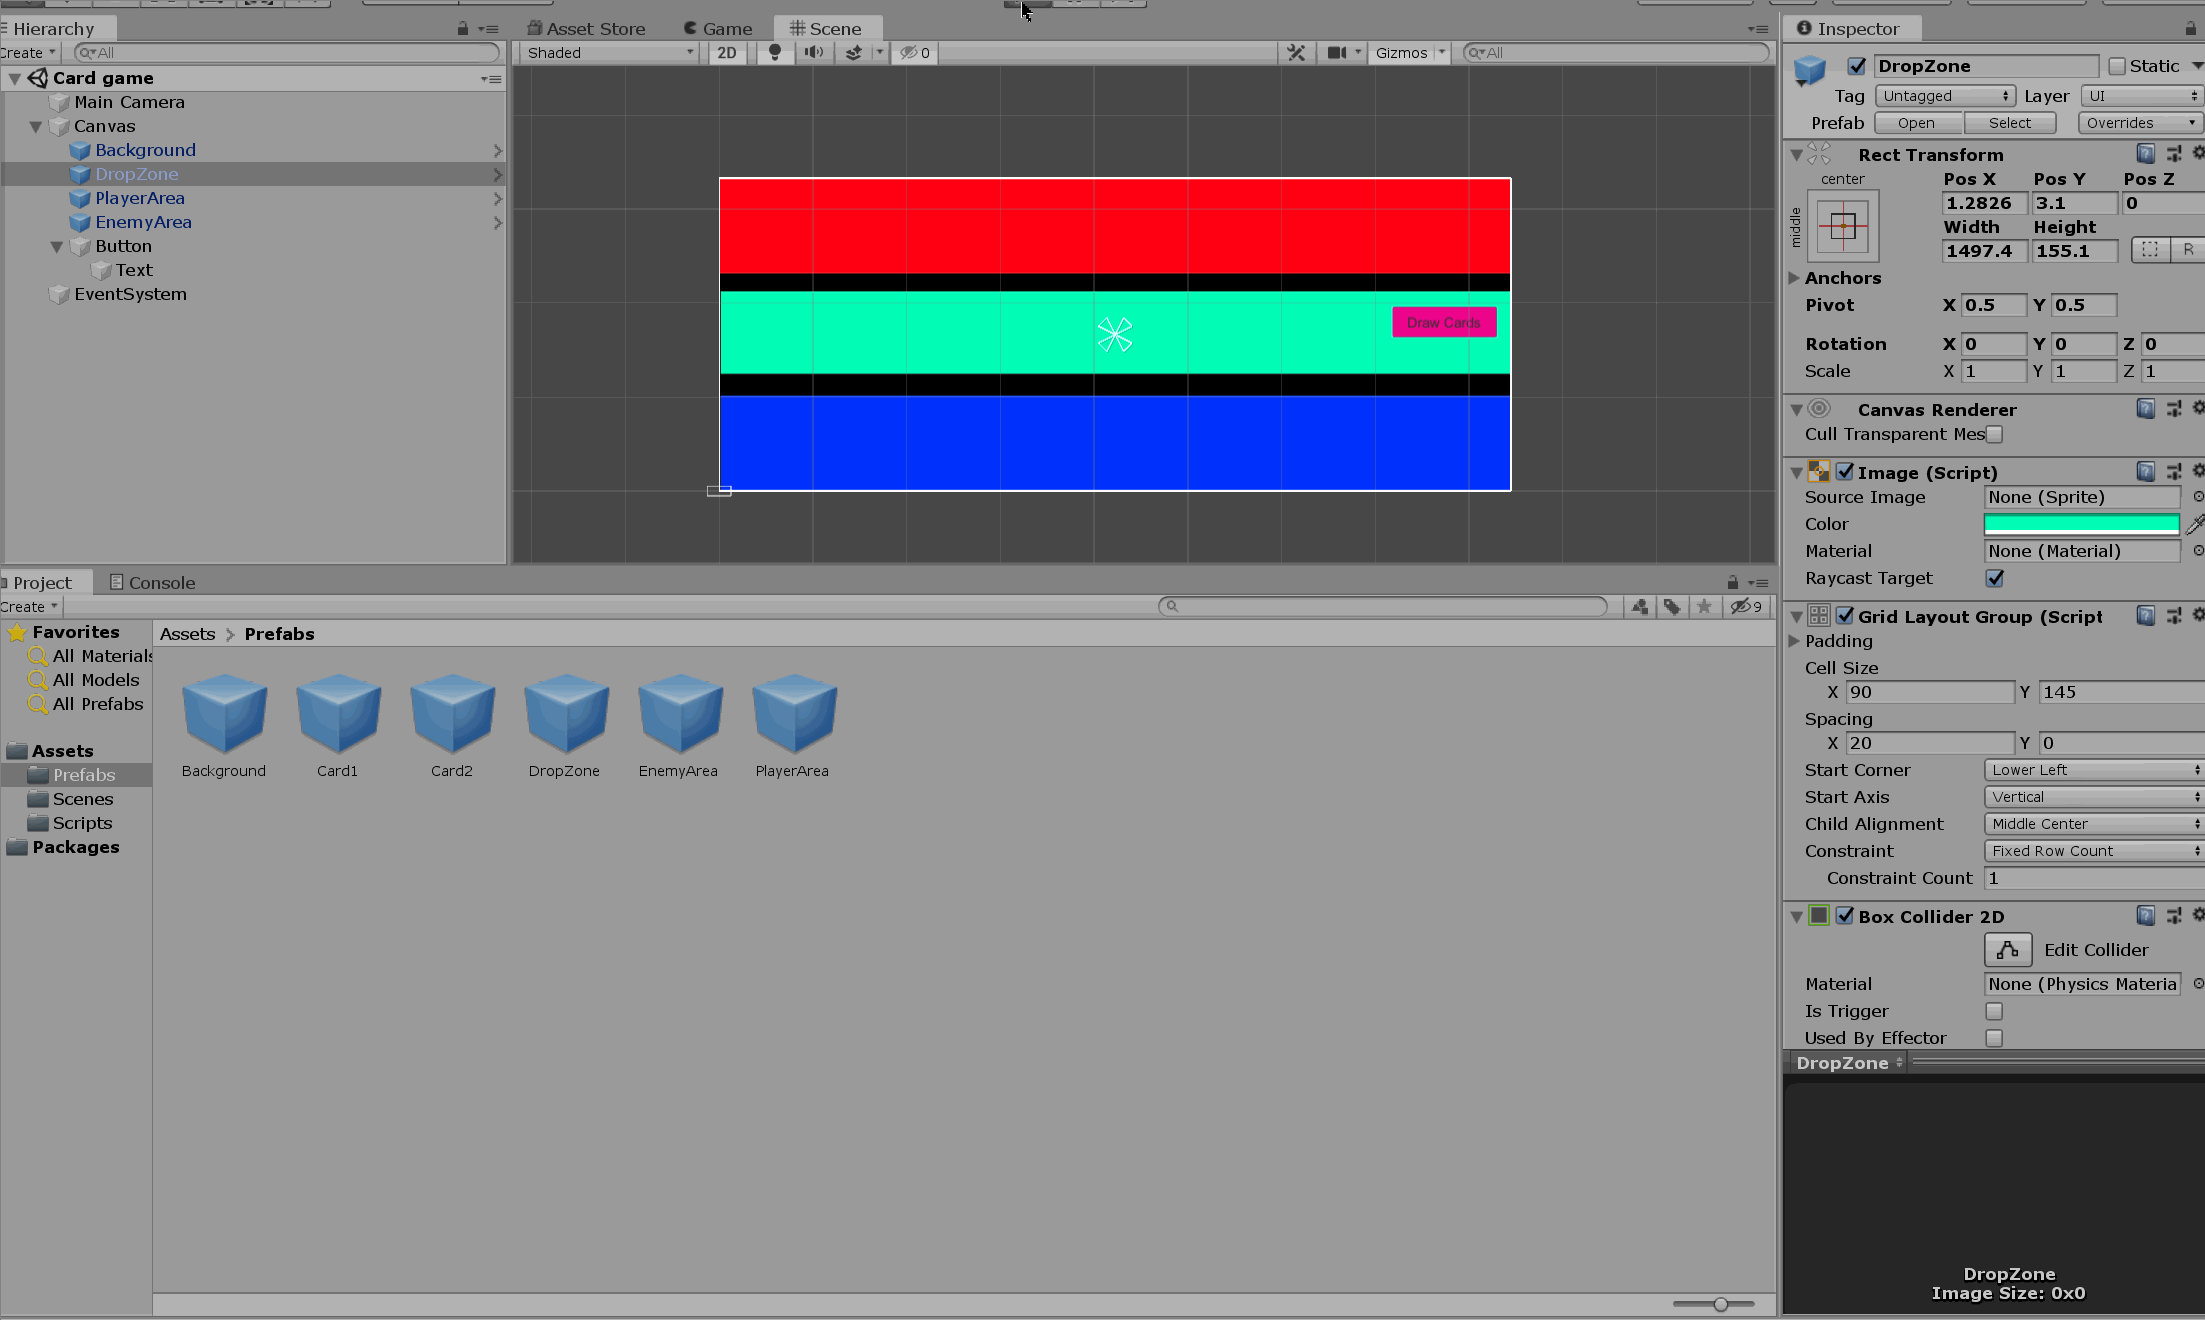 Hierarchy
Create
All
Card game
Main Camera
Canvas
Background
DropZone
PlayerArea
EnemyArea
Button
Text
EventSystem
Asset Store
Game
Scene
Shaded
2D
0
Gizmos
All
Draw Cards
Inspector
DropZone
Static
Tag
Untagged
Layer
UI
Prefab
Open
Select
Overrides
Rect Transform
center
middle
Pos X
Pos Y
Pos Z
1.2826
3.1
0
Width
Height
1497.4
155.1
R
Anchors
Pivot
X 0.5
Y 0.5
Rotation
X 0
Y 0
Z 0
Scale
X 1
Y 1
Z 1
Canvas Renderer
Cull Transparent Mes
Image (Script)
Source Image
None (Sprite)
Color
Material
None (Material)
Raycast Target
Grid Layout Group (Script
Padding
Cell Size
X 90
Y 145
Spacing
X 20
Y 0
Start Corner
Lower Left
Start Axis
Vertical
Child Alignment
Middle Center
Constraint
Fixed Row Count
Constraint Count
1
Box Collider 2D
Edit Collider
Material
None (Physics Materia
Is Trigger
Used By Effector
DropZone
DropZone
Image Size: 0x0
Project
Console
Create
9
Favorites
All Materials
All Models
All Prefabs
Assets
Prefabs
Scenes
Scripts
Packages
Assets > Prefabs
Background
Card1
Card2
DropZone
EnemyArea
PlayerArea